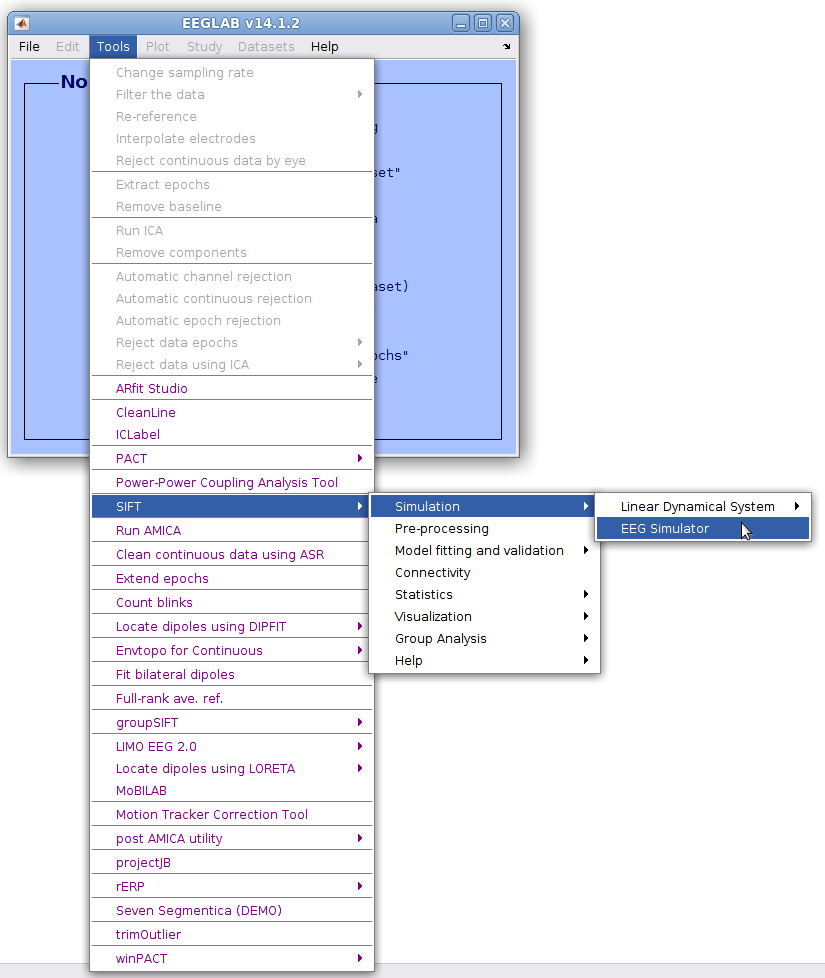 EEGLAB v14.1.2
File Edit Tools Plot Study Datasets Help
No
set"
aset)
ochs"
Change sampling rate
Filter the data
Re-reference
Interpolate electrodes
Reject continuous data by eye
Extract epochs
Remove baseline
Run ICA
Remove components
Automatic channel rejection
Automatic continuous rejection
Automatic epoch rejection
Reject data epochs
Reject data using ICA
ARfit Studio
CleanLine
ICLabel
PACT
Power-Power Coupling Analysis Tool
SIFT
Run AMICA
Clean continuous data using ASR
Extend epochs
Count blinks
Locate dipoles using DIPFIT
Envtopo for Continuous
Fit bilateral dipoles
Full-rank ave. ref.
groupSIFT
LIMO EEG 2.0
Locate dipoles using LORETA
MoBILAB
Motion Tracker Correction Tool
post AMICA utility
projectJB
rERP
Seven Segmentica (DEMO)
trimOutlier
winPACT
Simulation
Pre-processing
Model fitting and validation
Connectivity
Statistics
Visualization
Group Analysis
Help
Linear Dynamical System
EEG Simulator